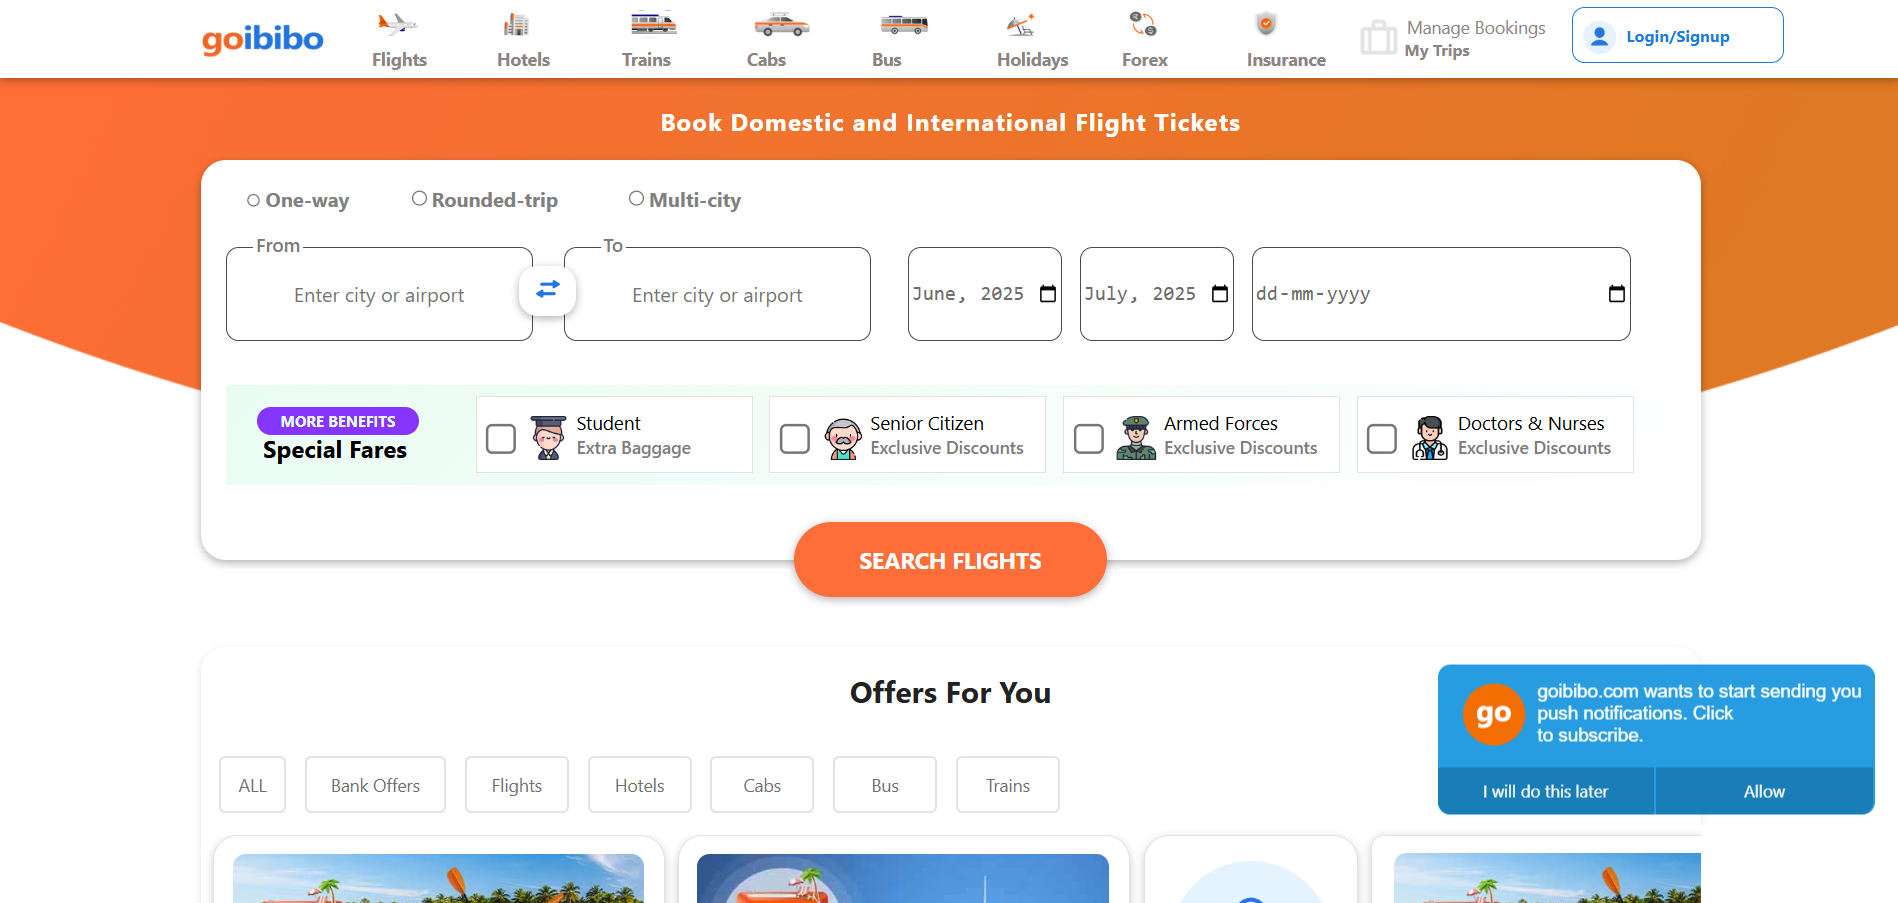 goibibo
Flights
Hotels
Trains
Cabs
Bus
Holidays
Forex
Insurance
Manage Bookings
My Trips
Login/Signup
Book Domestic and International Flight Tickets
One-way
Rounded-trip
Multi-city
From
Enter city or airport
To
Enter city or airport
June, 2025
July, 2025
dd-mm-yyyy
MORE BENEFITS
Special Fares
Student
Extra Baggage
Senior Citizen
Exclusive Discounts
Armed Forces
Exclusive Discounts
Doctors & Nurses
Exclusive Discounts
SEARCH FLIGHTS
Offers For You
go
goibibo.com wants to start sending you
push notifications. Click
to subscribe.
I will do this later
Allow
ALL
Bank Offers
Flights
Hotels
Cabs
Bus
Trains